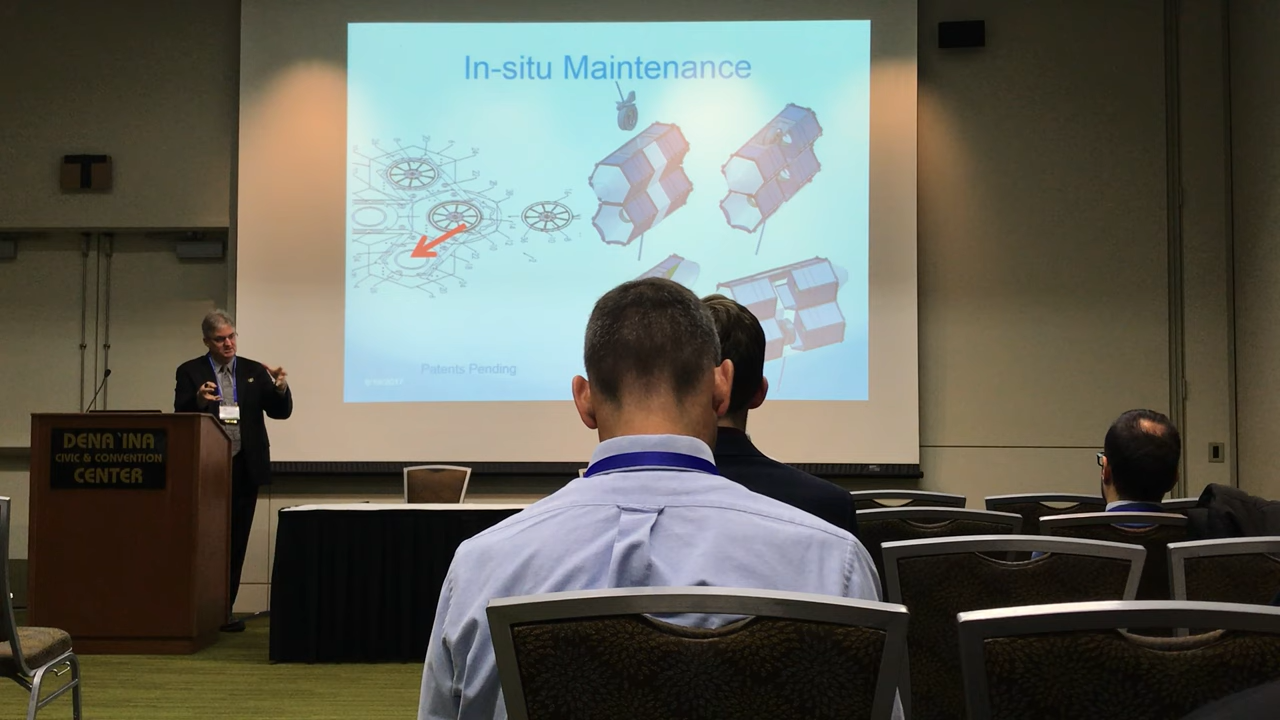 In-situ Maintenance
Patents Pending
DENA'INA
CIVIC & CONVENTION
CENTER